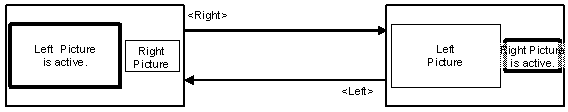 <Right>
Left Picture
is active.
Right
Picture
Left
Picture
Right Picture
is active.
<Left>